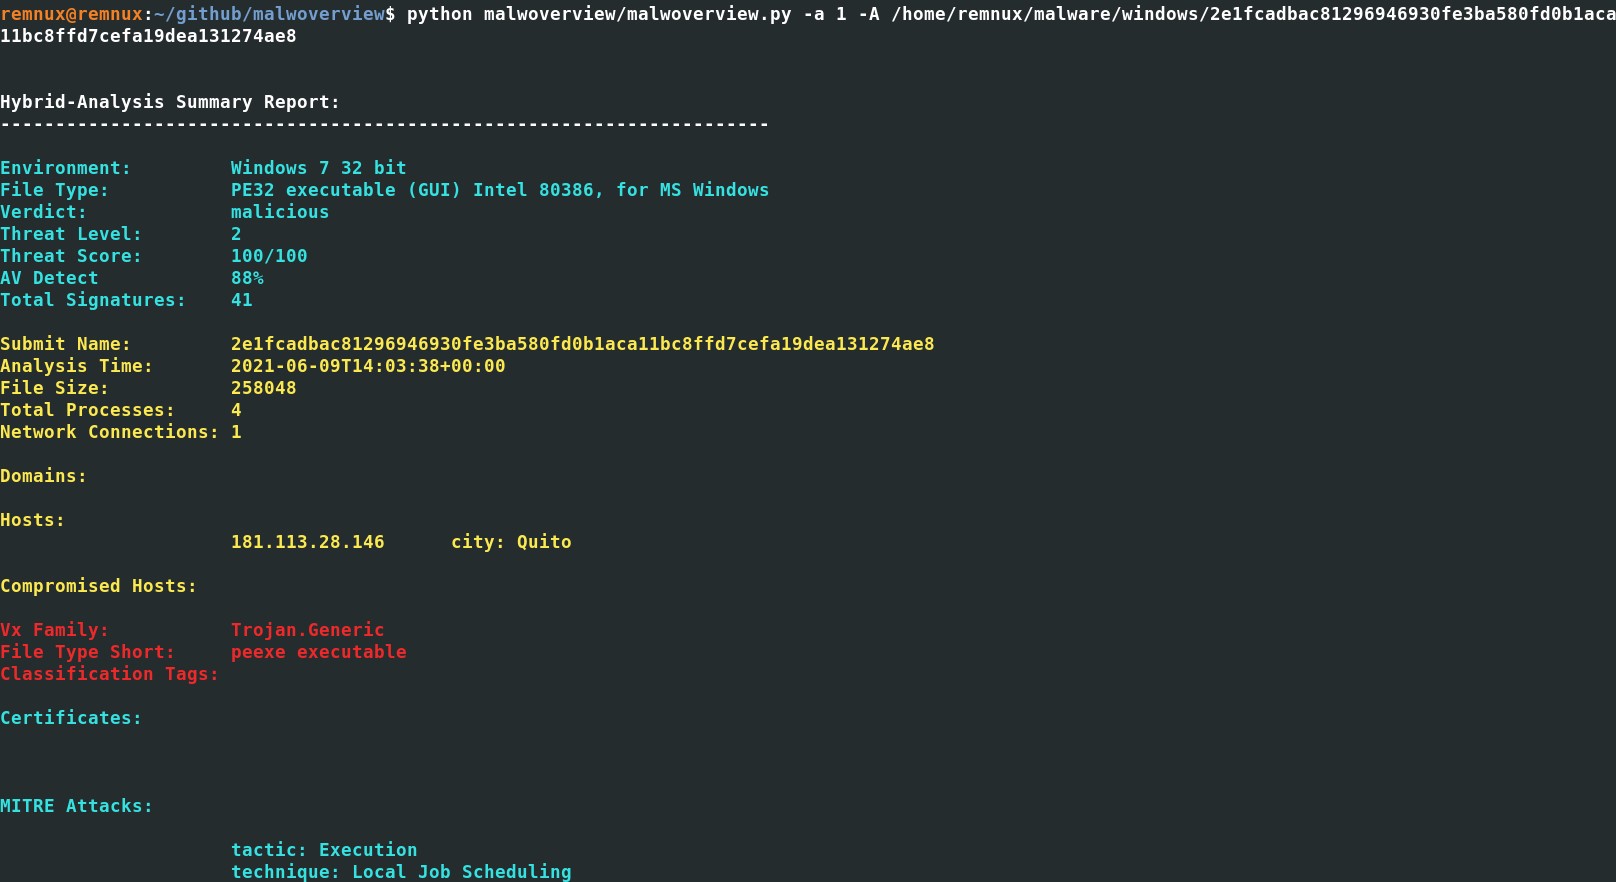 remnux@remnux:~/github/malwoverview$ python malwoverview/malwoverview.py -a 1 -A /home/remnux/malware/windows/2e1fcadbac81296946930fe3ba580fd0b1aca
11bc8ffd7cefa19dea131274ae8
Hybrid-Analysis Summary Report:
----------------------------------------------------------------------
Environment: Windows 7 32 bit
File Type: PE32 executable (GUI) Intel 80386, for MS Windows
Verdict: malicious
Threat Level: 2
Threat Score: 100/100
AV Detect 88%
Total Signatures: 41
Submit Name: 2e1fcadbac81296946930fe3ba580fd0b1aca11bc8ffd7cefa19dea131274ae8
Analysis Time: 2021-06-09T14:03:38+00:00
File Size: 258048
Total Processes: 4
Network Connections: 1
Domains:
Hosts:
181.113.28.146 city: Quito
Compromised Hosts:
Vx Family: Trojan.Generic
File Type Short: peexe executable
Classification Tags:
Certificates:
MITRE Attacks:
tactic: Execution
technique: Local Job Scheduling